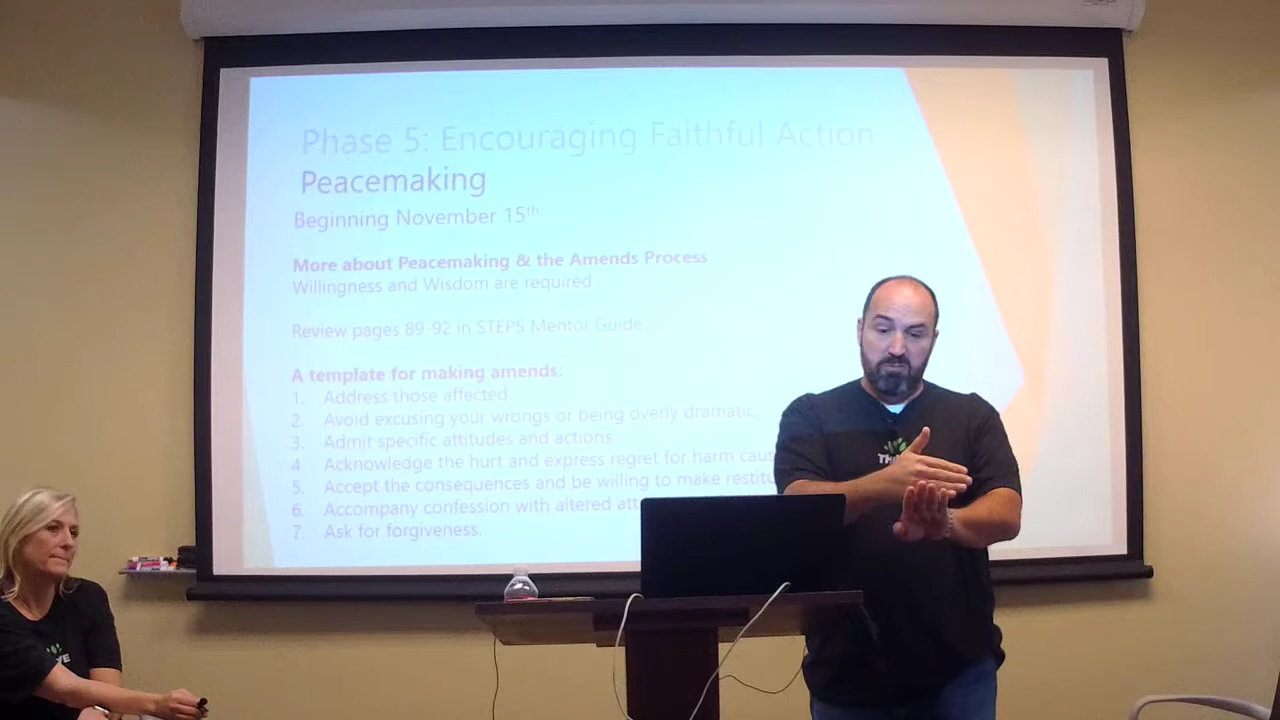 Phase 5: Encouraging Faithful Action
Peacemaking
Beginning November 15th
More about Peacemaking & the Amends Process
Willingness and Wisdom are required
Review pages 89-92 in STEPS Mentor Guide
A template for making amends:
1. Address those affected.
2. Avoid excusing your wrongs or being overly dramatic.
3. Admit specific attitudes and actions.
4. Acknowledge the hurt and express regret for harm
5. Accept the consequences and be willing to make
6. Accompany confession with altered
7. Ask for forgiveness.